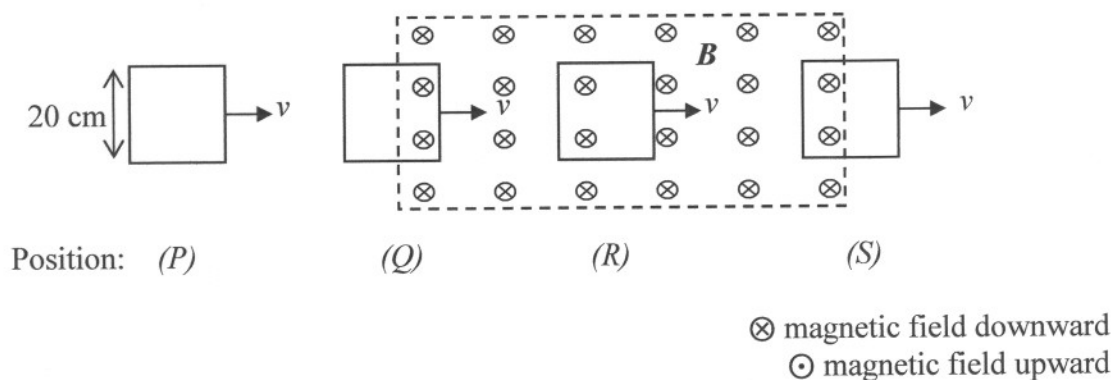 B
20 cm v v v v
Position: (P) (Q) (R) (S)
⊗ magnetic field downward
⊙ magnetic field upward